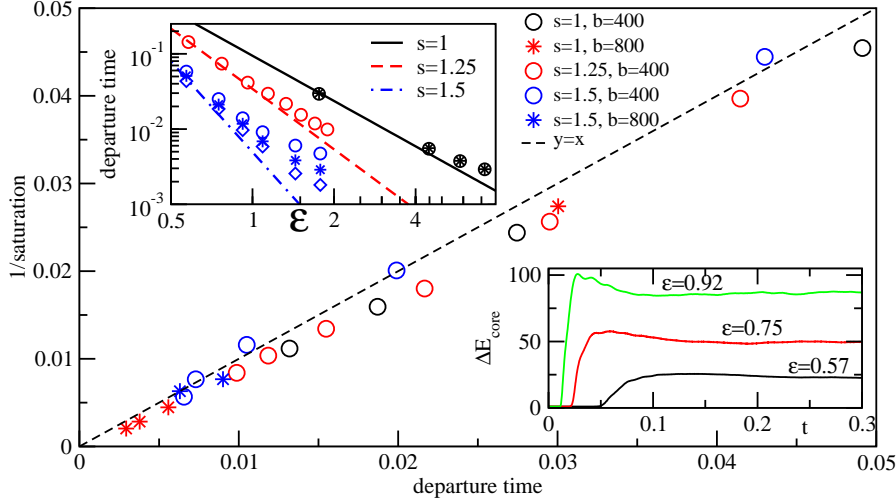 0.05
0.04
0.03
0.02
0.01
0
1/saturation
0
0.01
0.02
0.03
0.04
0.05
departure time
10^-1
10^-2
10^-3
departure time
0.5
1
2
4
ε
s=1
s=1.25
s=1.5
s=1, b=400
s=1, b=800
s=1.25, b=400
s=1.5, b=400
s=1.5, b=800
y=x
100
50
0
ΔE_core
ε=0.92
ε=0.75
ε=0.57
0
0.1
0.2
0.3
t